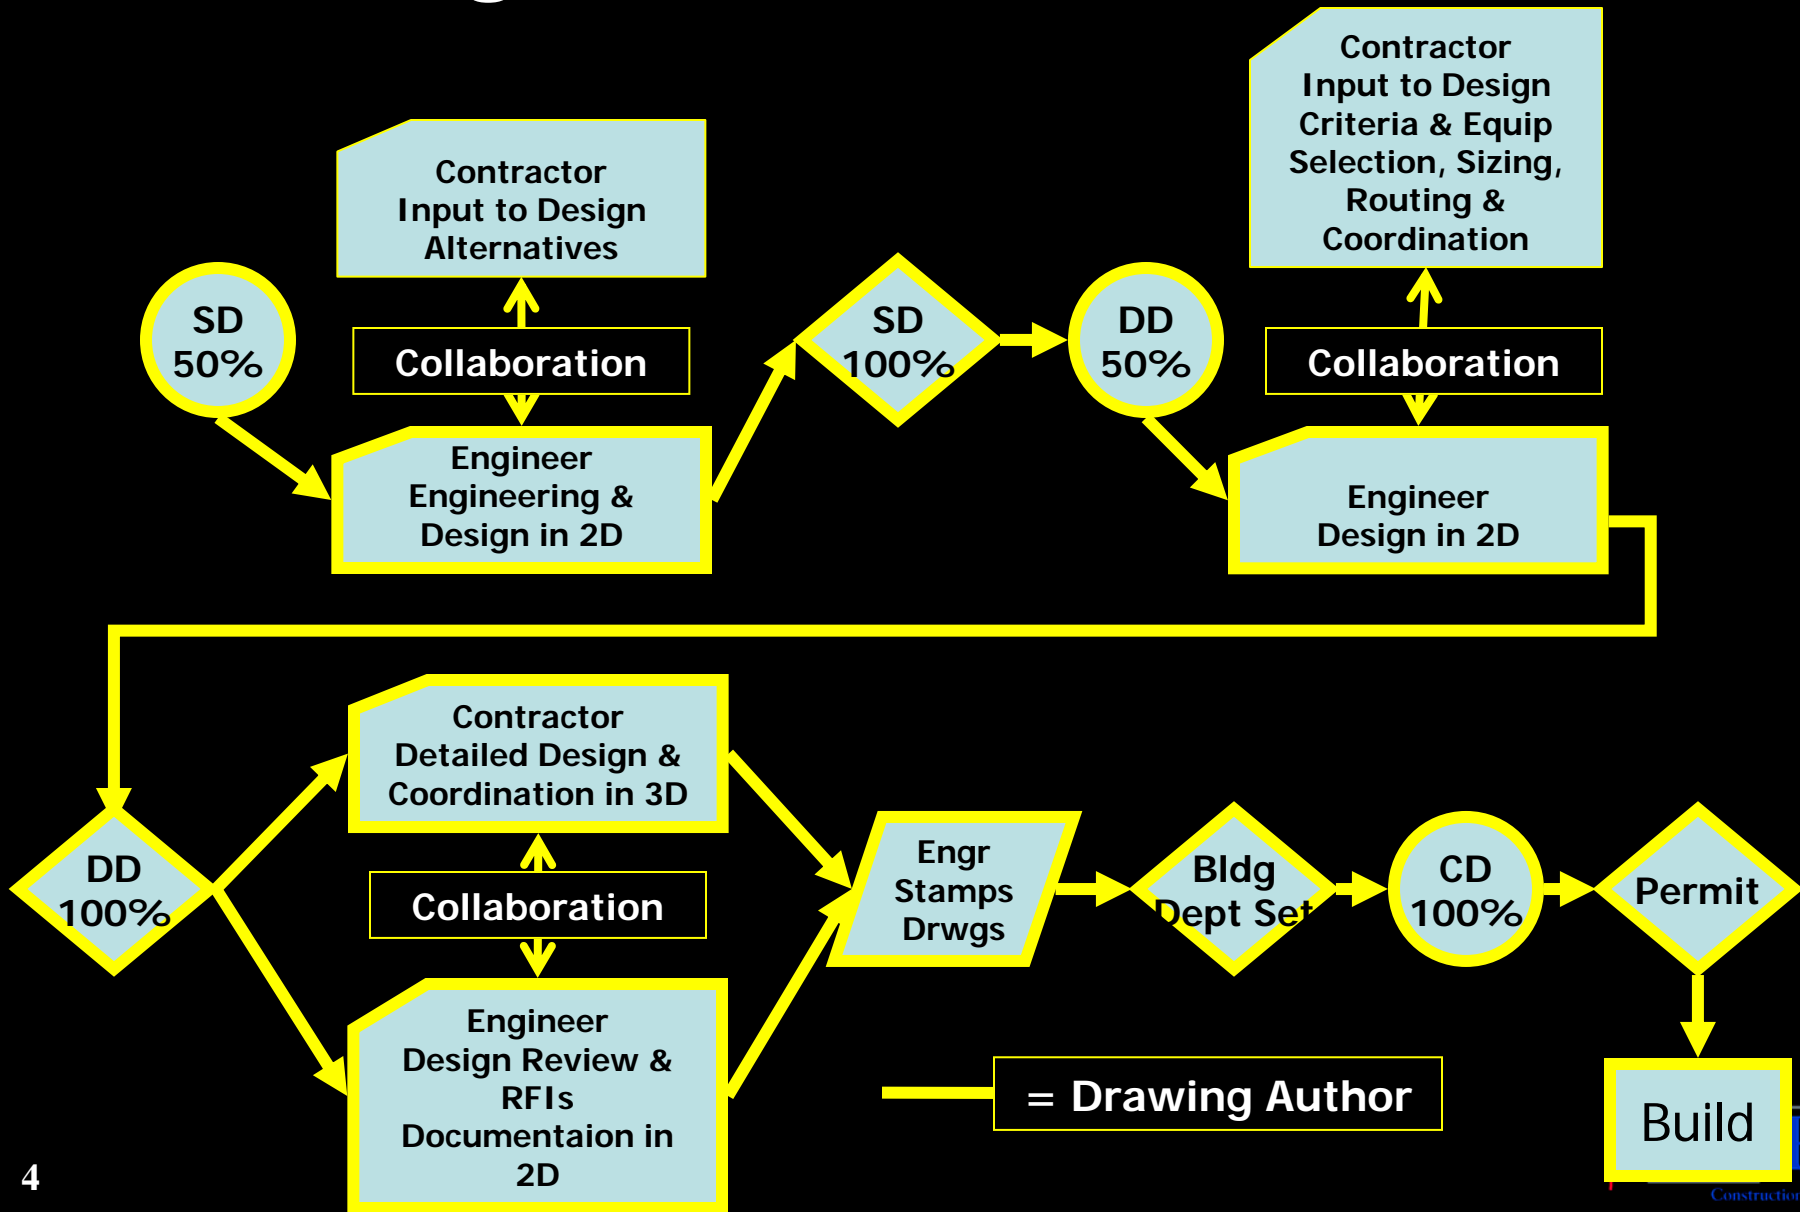 Contractor
Input to Design
Alternatives
Contractor
Input to Design
Criteria & Equip
Selection, Sizing,
Routing &
Coordination
SD
50%
Collaboration
SD
100%
DD
50%
Collaboration
Engineer
Engineering &
Design in 2D
Engineer
Design in 2D
Contractor
Detailed Design &
Coordination in 3D
DD
100%
Collaboration
Engr
Stamps
Drwgs
Bldg
Dept Set
CD
100%
Permit
Engineer
Design Review &
RFIs
Documentaion in
2D
= Drawing Author
Build
4
Construction